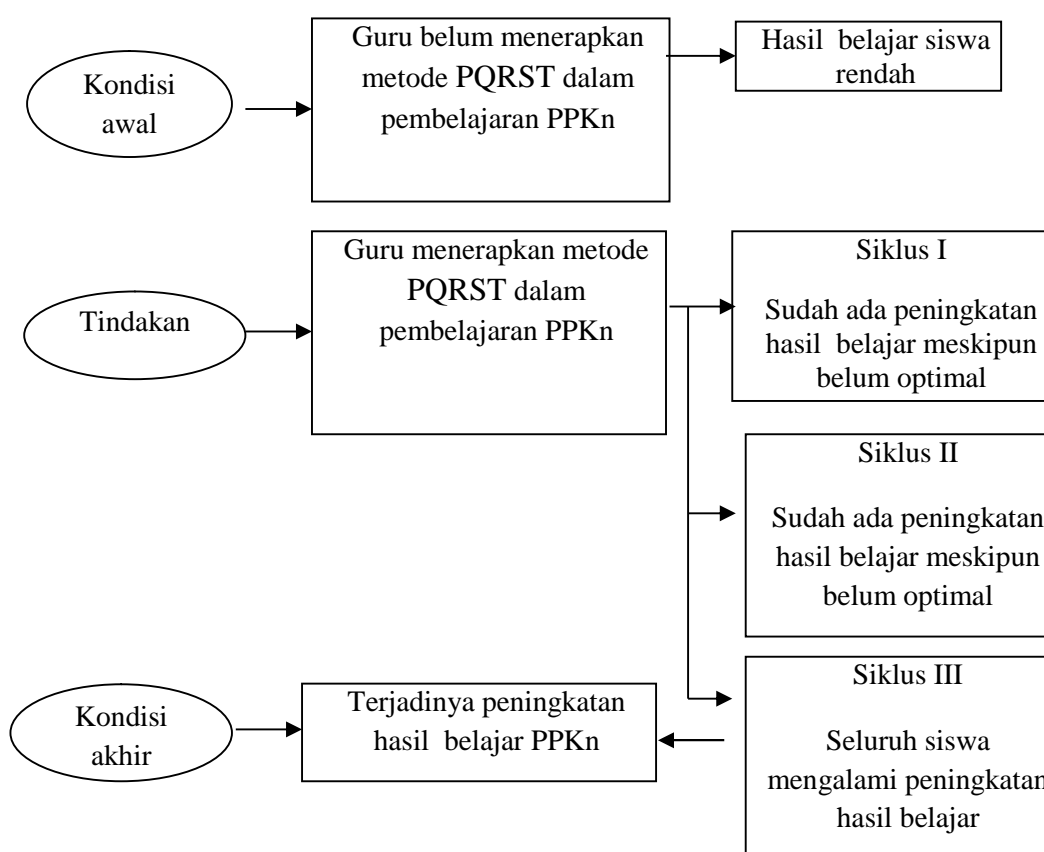 Kondisi
awal
Guru belum menerapkan
metode PQRST dalam
pembelajaran PPKn
Hasil belajar siswa
rendah
Tindakan
Guru menerapkan metode
PQRST dalam
pembelajaran PPKn
Siklus I
Sudah ada peningkatan
hasil belajar meskipun
belum optimal
Siklus II
Sudah ada peningkatan
hasil belajar meskipun
belum optimal
Siklus III
Seluruh siswa
mengalami peningkatan
hasil belajar
Kondisi
akhir
Terjadinya peningkatan
hasil belajar PPKn